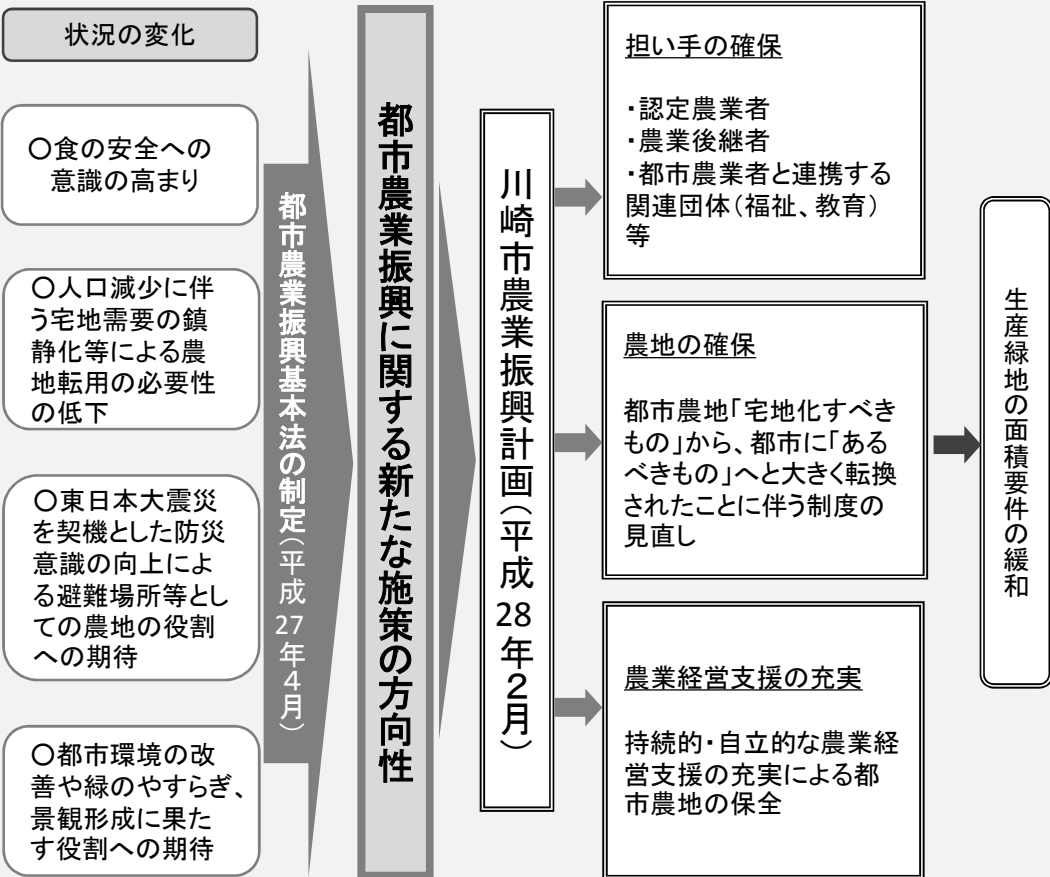 状況の変化
〇食の安全への
意識の高まり
〇人口減少に伴
う宅地需要の鎮
静化等による農
地転用の必要性
の低下
〇東日本大震災
を契機とした防災
意識の向上によ
る避難場所等とし
ての農地の役割
への期待
〇都市環境の改
善や緑のやすらぎ、
景観形成に果た
す役割への期待
都市農業振興基本法の制定（平成27年4月）
都市農業振興に関する新たな施策の方向性
川崎市農業振興計画（平成28年２月）
担い手の確保
・認定農業者
・農業後継者
・都市農業者と連携する
関連団体（福祉、教育）
等
農地の確保
都市農地「宅地化すべき
もの」から、都市に「ある
べきもの」へと大きく転換
されたことに伴う制度の
見直し
農業経営支援の充実
持続的・自立的な農業経
営支援の充実による都
市農地の保全
生産緑地の面積要件の緩和